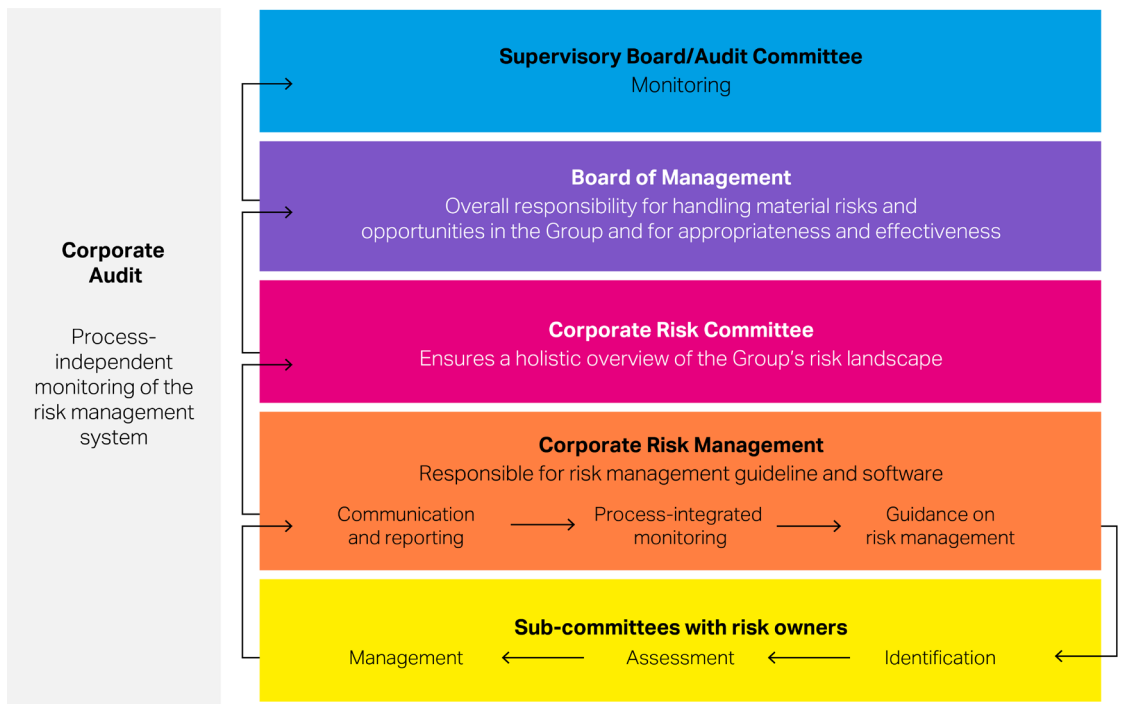 Corporate
Audit
Process-
independent
monitoring of the
risk management
system
Supervisory Board/Audit Committee
Monitoring
Board of Management
Overall responsibility for handling material risks and
opportunities in the Group and for appropriateness and effectiveness
Corporate Risk Committee
Ensures a holistic overview of the Group's risk landscape
Corporate Risk Management
Responsible for risk management guideline and software
Communication
and reporting
Process-integrated
monitoring
Guidance on
risk management
Sub-committees with risk owners
Management
Assessment
Identification